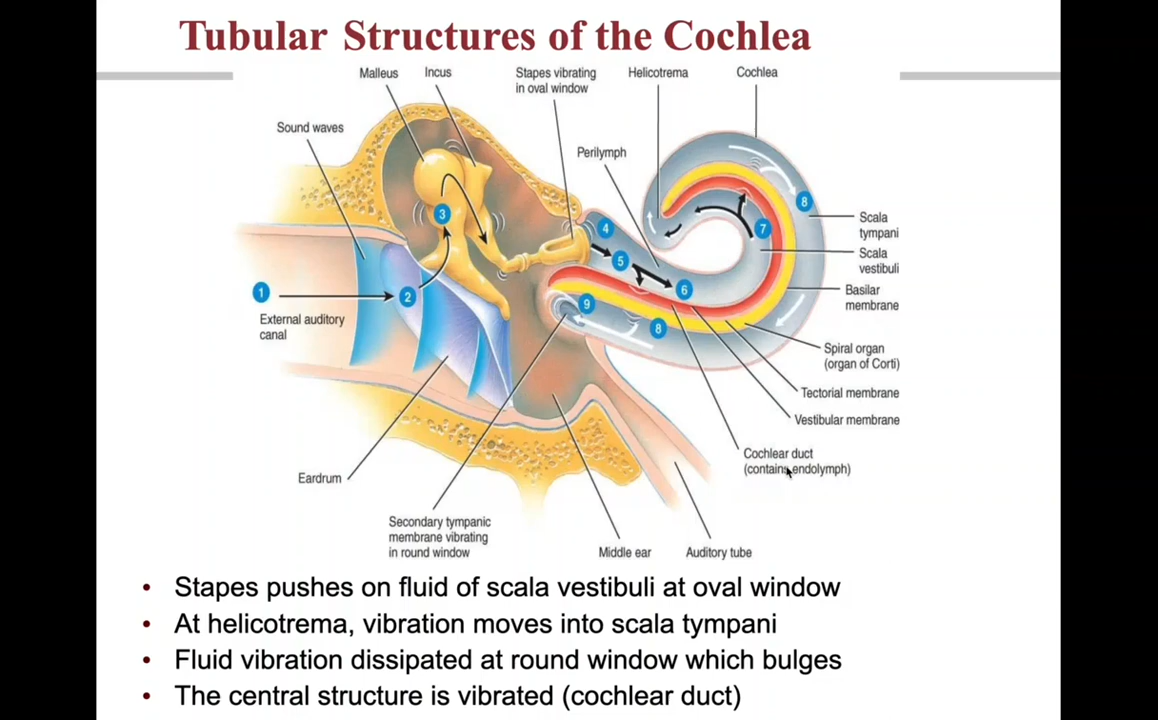 Tubular Structures of the Cochlea
Malleus
Incus
Stapes vibrating
in oval window
Helicotrema
Cochlea
Sound waves
Perilymph
1
2
3
4
5
6
7
8
8
9
Scala
tympani
Scala
vestibuli
Basilar
membrane
External auditory
canal
Spiral organ
(organ of Corti)
Tectorial membrane
Vestibular membrane
Cochlear duct
(contains endolymph)
Eardrum
Secondary tympanic
membrane vibrating
in round window
Middle ear
Auditory tube
• Stapes pushes on fluid of scala vestibuli at oval window
• At helicotrema, vibration moves into scala tympani
• Fluid vibration dissipated at round window which bulges
• The central structure is vibrated (cochlear duct)